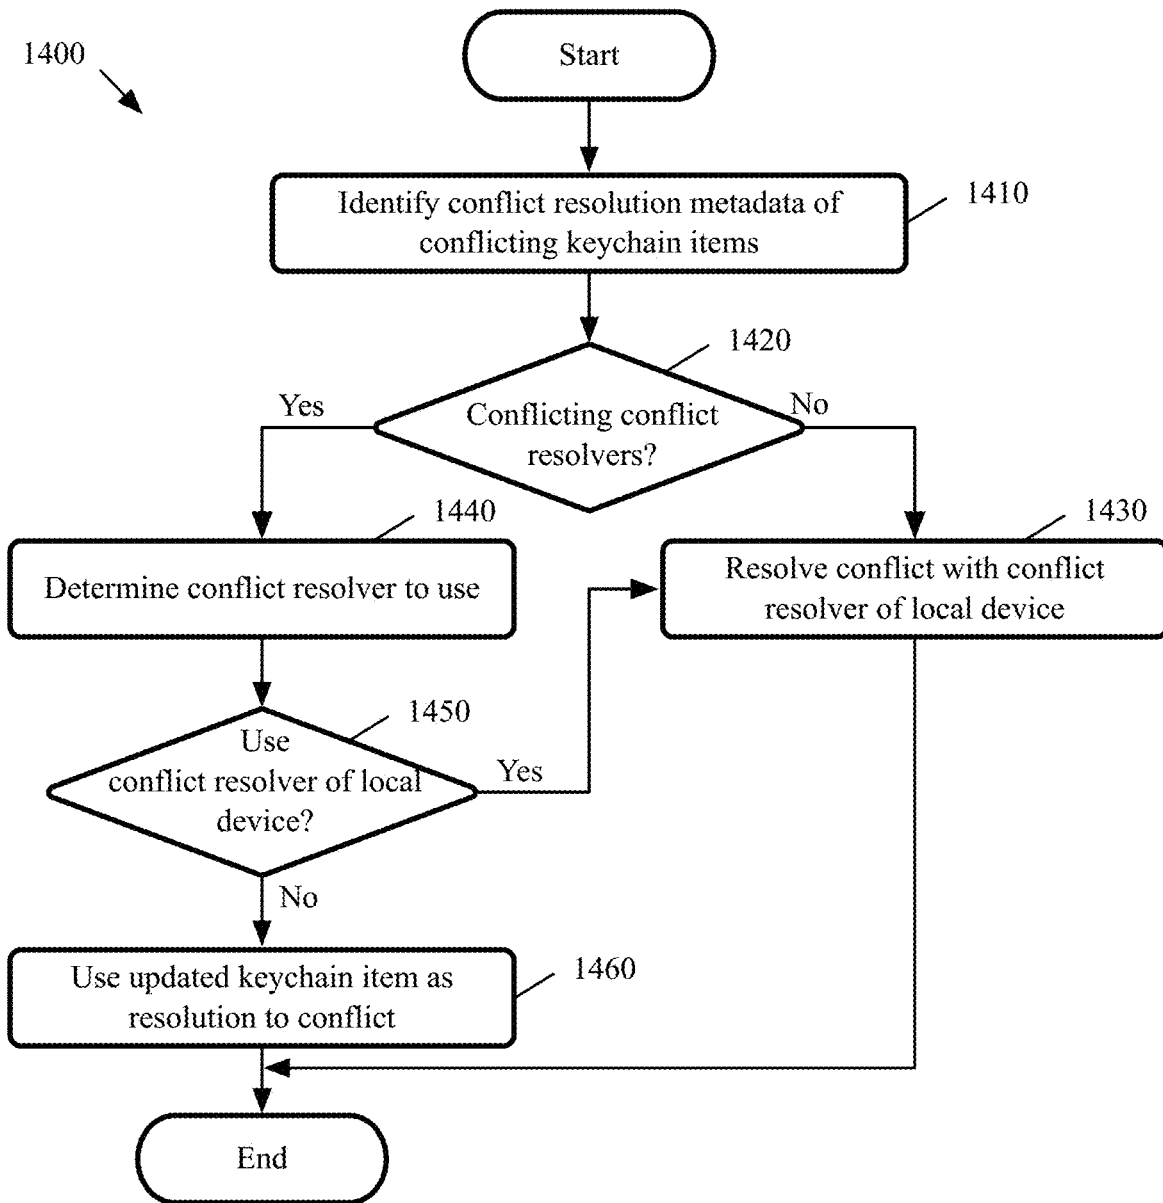 1400
Start
Identify conflict resolution metadata of
conflicting keychain items
1410
1420
Yes
Conflicting conflict
resolvers?
No
1440
Determine conflict resolver to use
1430
Resolve conflict with conflict
resolver of local device
1450
Use
conflict resolver of local
device?
Yes
No
1460
Use updated keychain item as
resolution to conflict
End